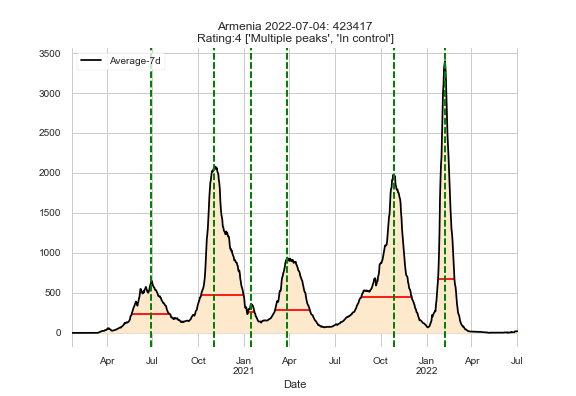 Armenia 2022-07-04: 423417
Rating:4 ['Multiple peaks', 'In control']
Average-7d
3500
3000
2500
2000
1500
1000
500
0
Apr Jul Oct Jan Apr Jul Oct Jan Apr Jul
2021 2022
Date